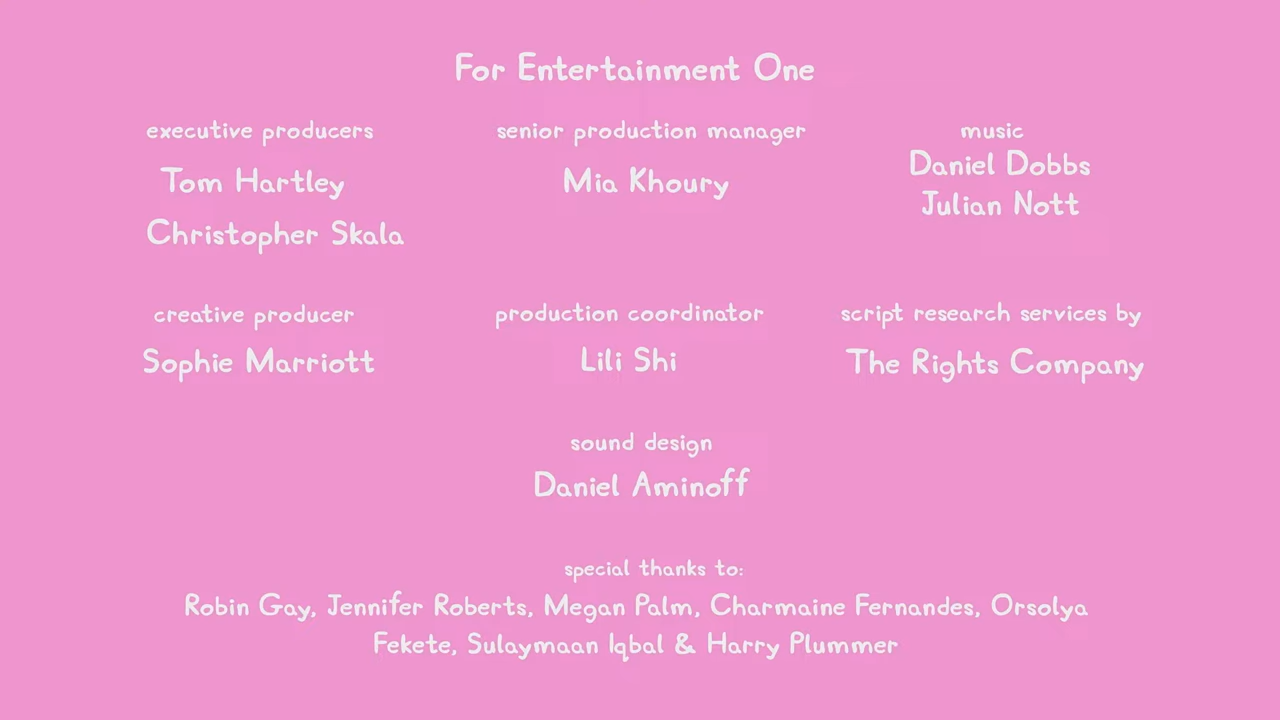 For Entertainment One
executive producers
Tom Hartley
Christopher Skala
senior production manager
Mia Khoury
music
Daniel Dobbs
Julian Nott
creative producer
Sophie Marriott
production coordinator
Lili Shi
script research services by
The Rights Company
sound design
Daniel Aminoff
special thanks to:
Robin Gay, Jennifer Roberts, Megan Palm, Charmaine Fernandes, Orsolya
Fekete, Sulaymaan Iqbal & Harry Plummer